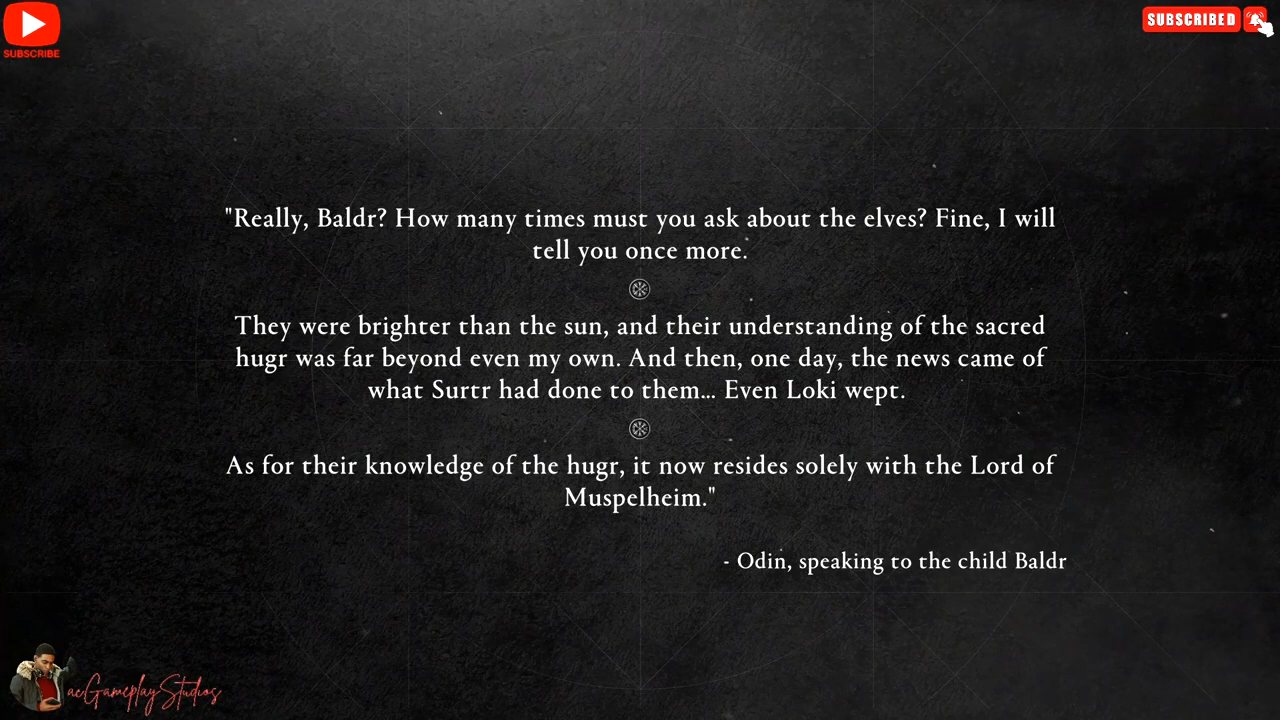 SUBSCRIBE
SUBSCRIBED
"Really, Baldr? How many times must you ask about the elves? Fine, I will
tell you once more.
They were brighter than the sun, and their understanding of the sacred
hugr was far beyond even my own. And then, one day, the news came of
what Surtr had done to them... Even Loki wept.
As for their knowledge of the hugr, it now resides solely with the Lord of
Muspelheim."
- Odin, speaking to the child Baldr
acGameplayStudios